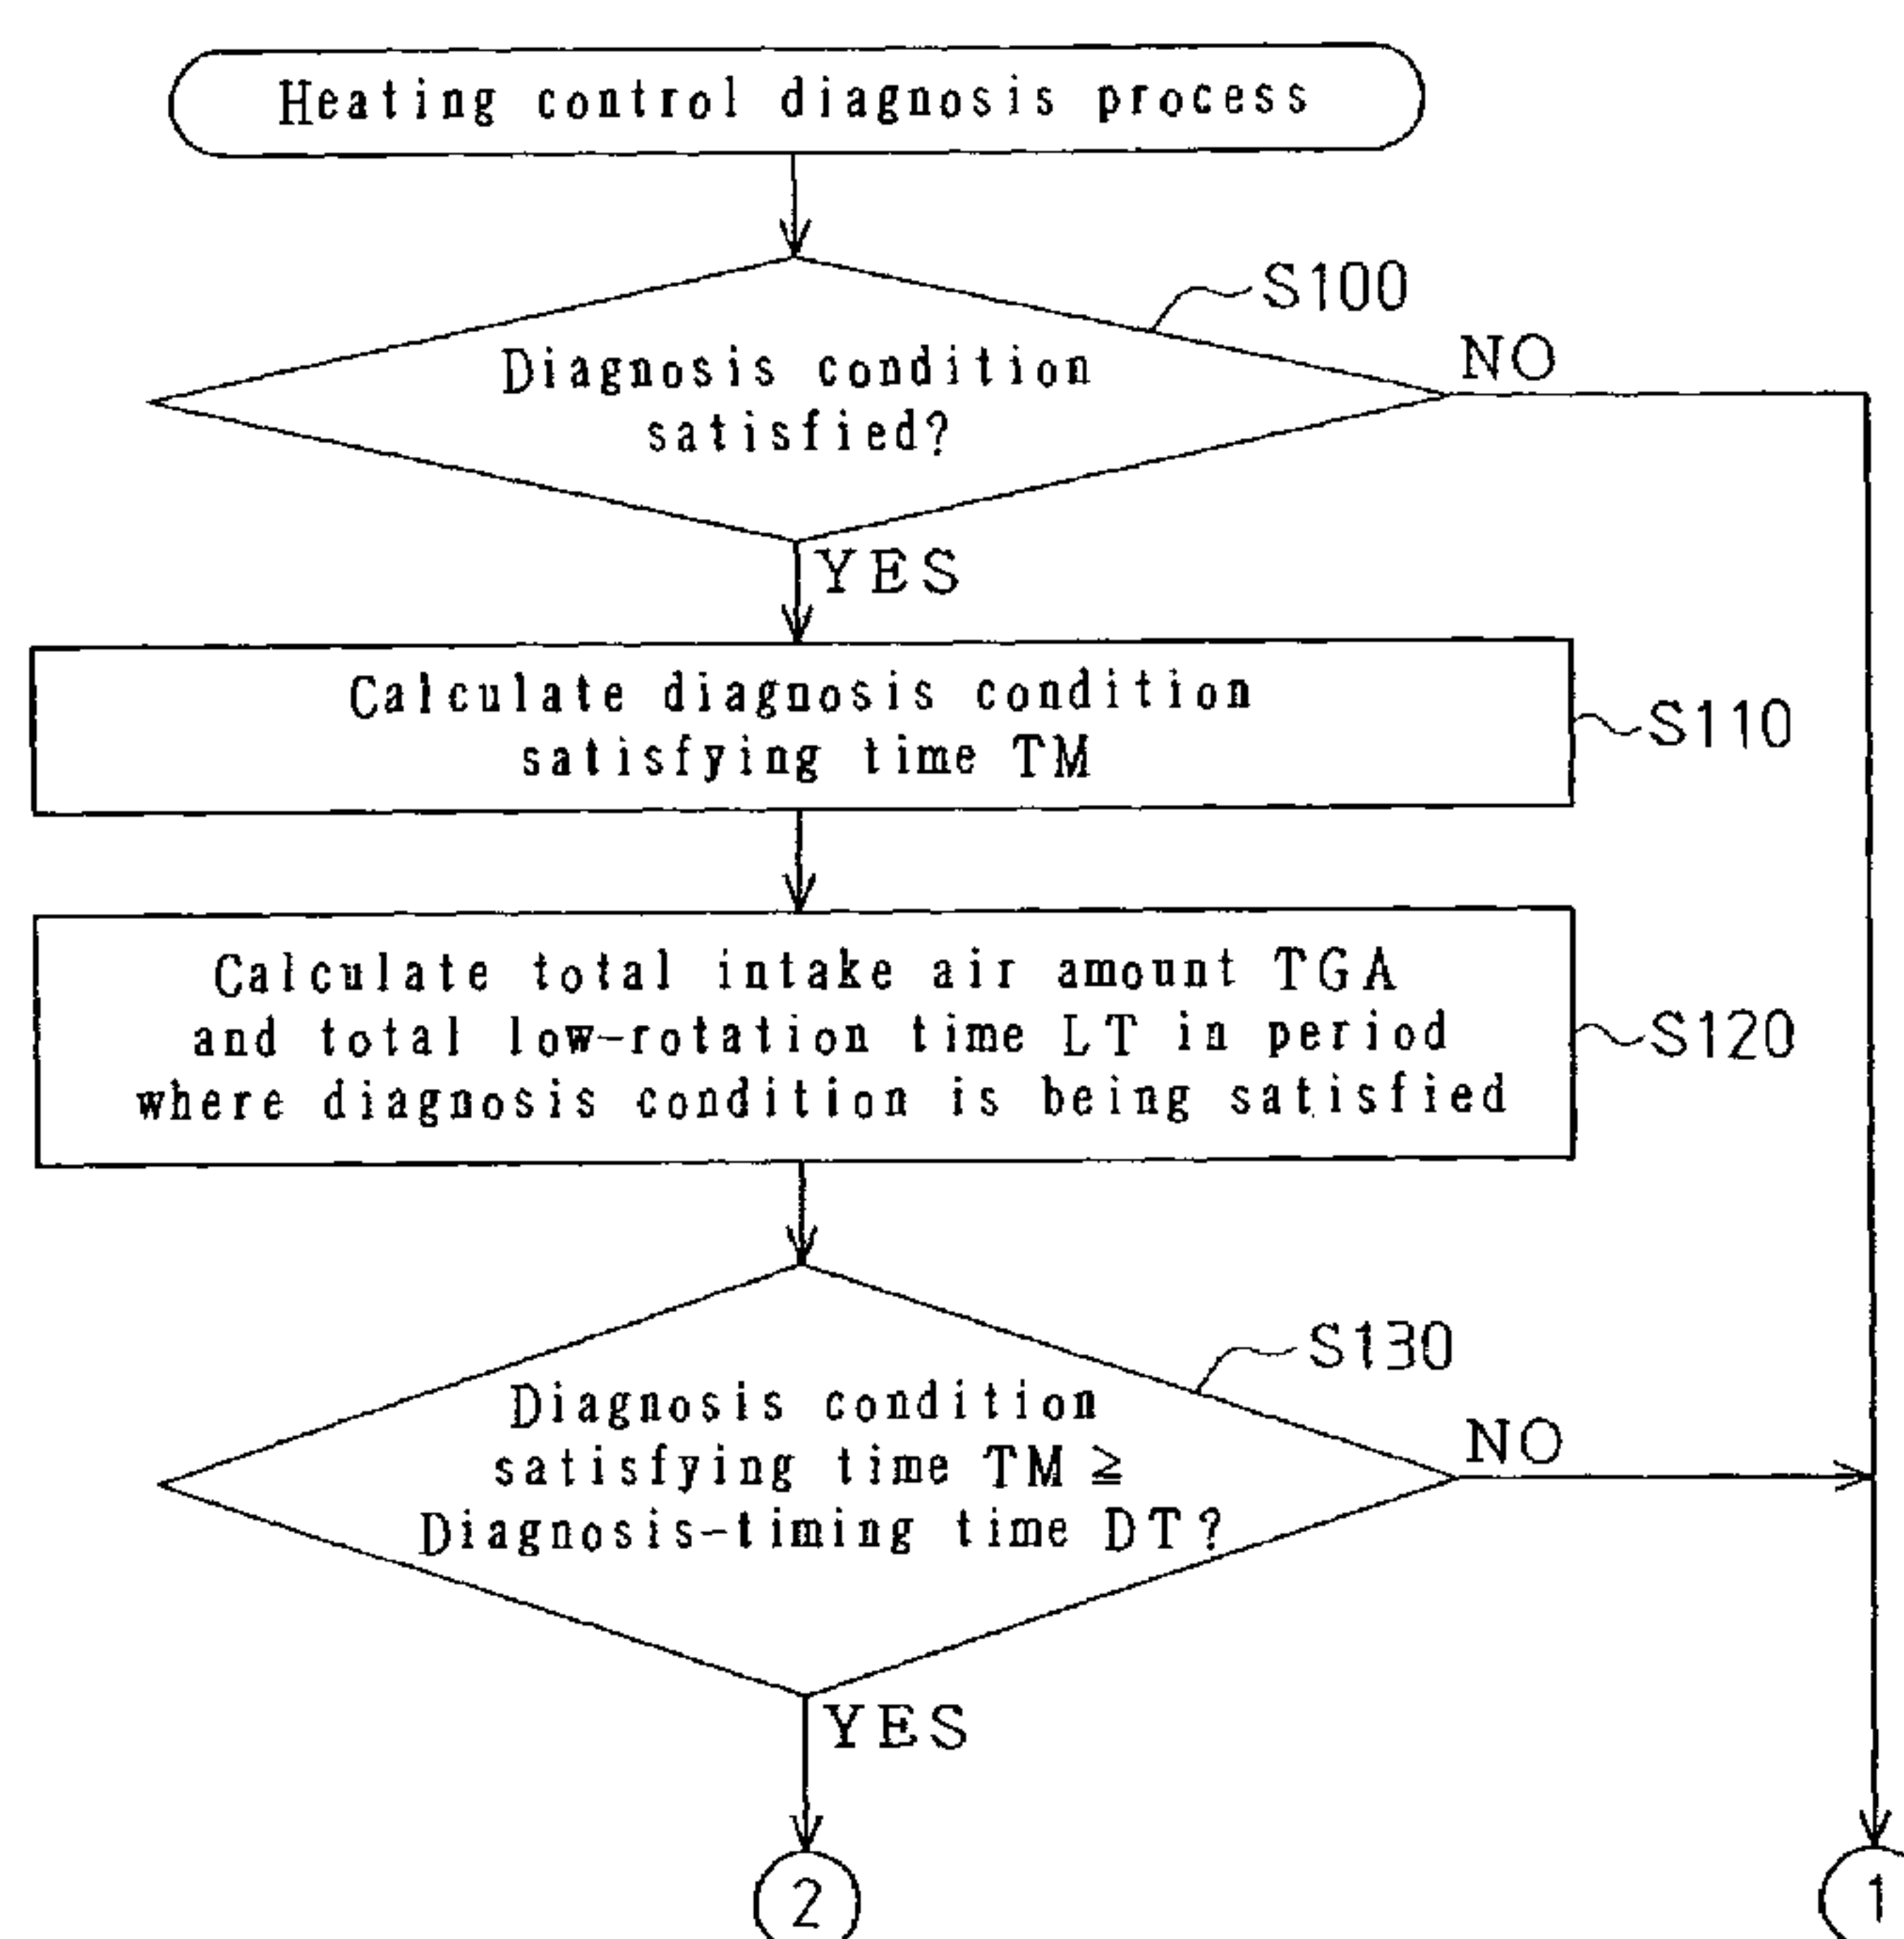 Heating control diagnosis process
S100
Diagnosis condition
satisfied?
NO
YES
Calculate diagnosis condition
satisfying time TM
S110
Calculate total intake air amount TGA
and total low-rotation time LT in period
where diagnosis condition is being satisfied
S120
S130
Diagnosis condition
satisfying time TM ≧
Diagnosis-timing time DT?
NO
YES
2
1